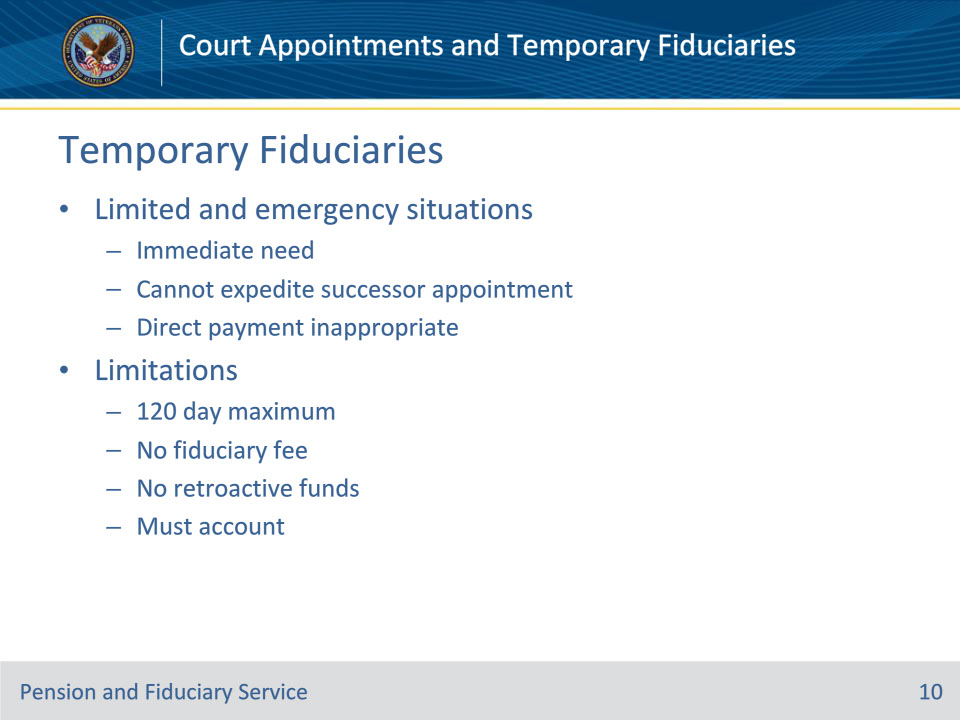 Court Appointments and Temporary Fiduciaries
Temporary Fiduciaries
• Limited and emergency situations
– Immediate need
– Cannot expedite successor appointment
– Direct payment inappropriate
• Limitations
– 120 day maximum
– No fiduciary fee
– No retroactive funds
– Must account
Pension and Fiduciary Service
10